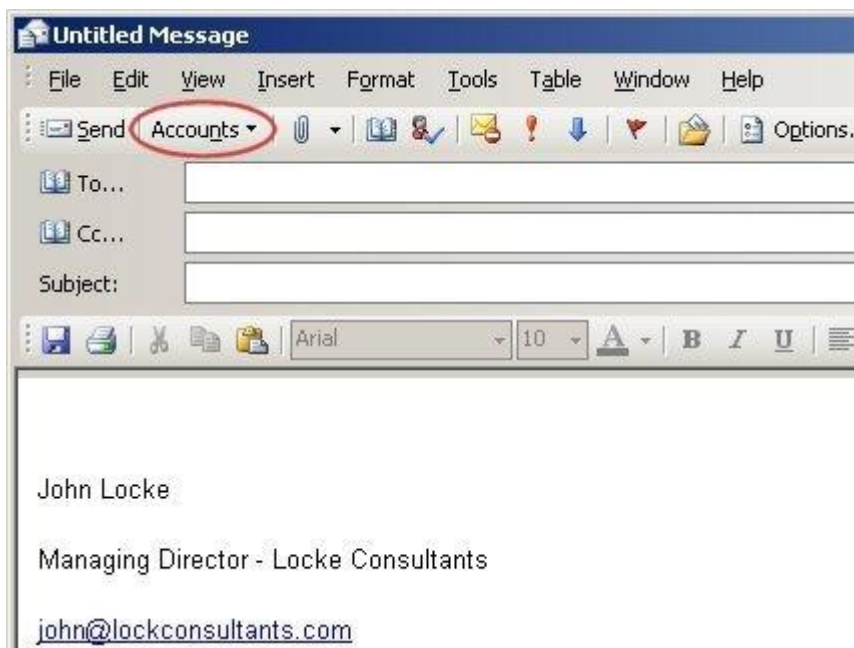 Untitled Message
File Edit View Insert Format Tools Table Window Help
Send Accounts Options.
To...
Cc...
Subject:
Arial 10 A B I U
John Locke
Managing Director - Locke Consultants
john@lockconsultants.com